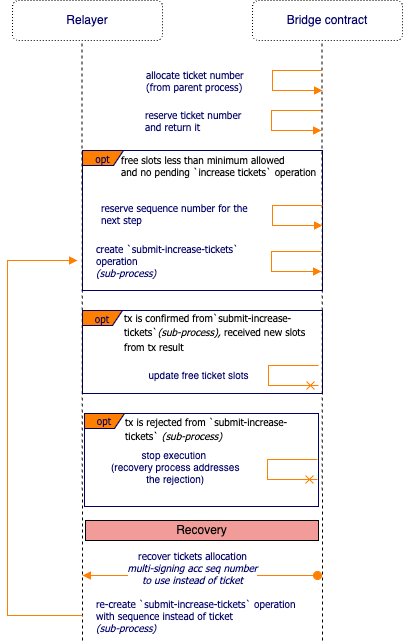 Relayer
Bridge contract
allocate ticket number
(from parent process)
reserve ticket number
and return it
opt
free slots less than minimum allowed
and no pending `increase tickets` operation
reserve sequence number for the
next step
create `submit-increase-tickets`
operation
(sub-process)
opt
tx is confirmed from`submit-increase-
tickets`(sub-process), received new slots
from tx result
update free ticket slots
opt
tx is rejected from `submit-increase-
tickets` (sub-process)
stop execution
(recovery process addresses
the rejection)
Recovery
recover tickets allocation
multi-signing acc seq number
to use instead of ticket
re-create `submit-increase-tickets` operation
with sequence instead of ticket
(sub-process)